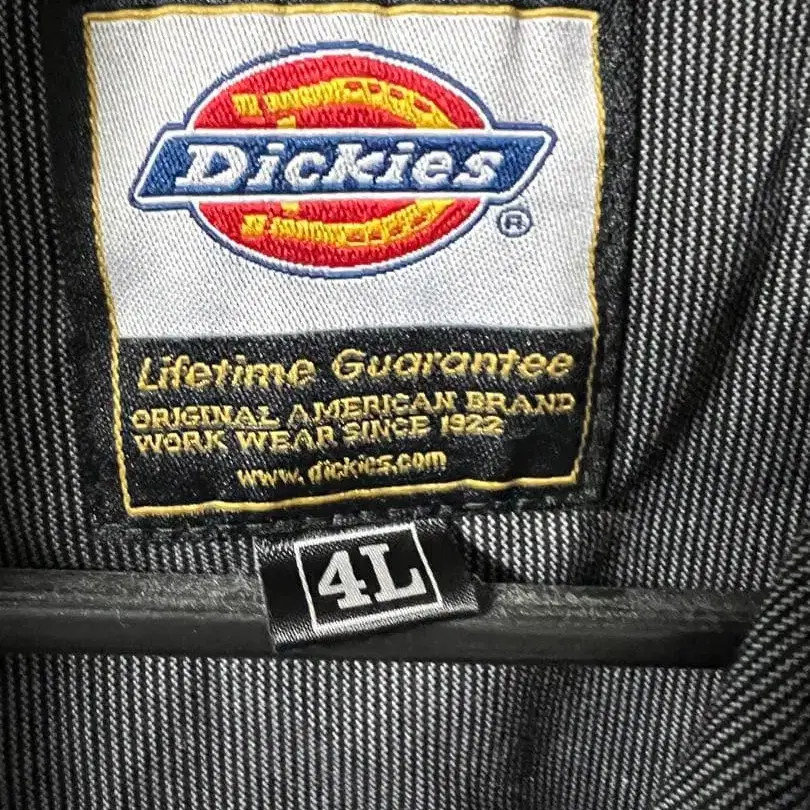 Dickies
®
Lifetime Guarantee
ORIGINAL AMERICAN BRAND
WORK WEAR SINCE 1922
www.dickies.com
4L